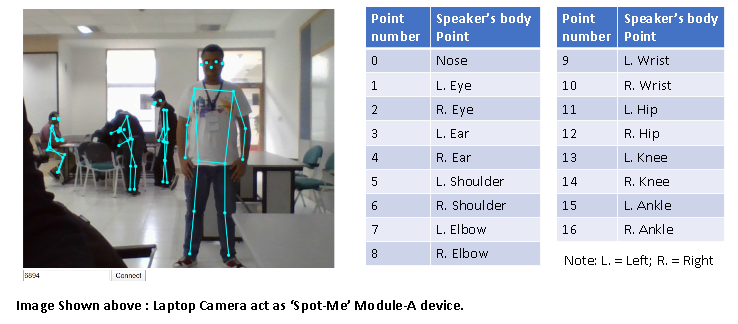 Point number Speaker's body Point
0 Nose
1 L. Eye
2 R. Eye
3 L. Ear
4 R. Ear
5 L. Shoulder
6 R. Shoulder
7 L. Elbow
8 R. Elbow
Point number Speaker's body Point
9 L. Wrist
10 R. Wrist
11 L. Hip
12 R. Hip
13 L. Knee
14 R. Knee
15 L. Ankle
16 R. Ankle
Note: L. = Left; R. = Right
6894 Connect
Image Shown above : Laptop Camera act as ‘Spot-Me’ Module-A device.